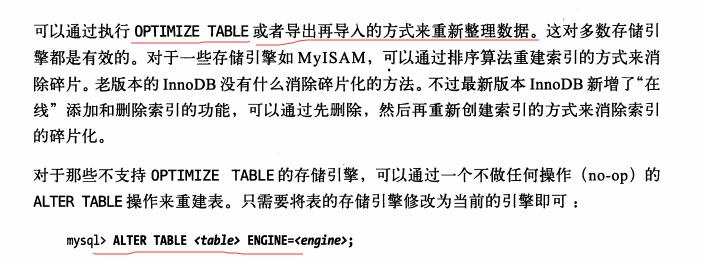 可以通过执行 OPTIMIZE TABLE 或者导出再导入的方式来重新整理数据。这对多数存储引
擎都是有效的。对于一些存储引擎如 MyISAM，可以通过排序算法重建索引的方式来消
除碎片。老版本的 InnoDB 没有什么消除碎片化的方法。不过最新版本 InnoDB 新增了“在
线”添加和删除索引的功能，可以通过先删除，然后再重新创建索引的方式来消除索引
的碎片化。
对于那些不支持 OPTIMIZE TABLE 的存储引擎，可以通过一个不做任何操作（no-op）的
ALTER TABLE 操作来重建表。只需要将表的存储引擎修改为当前的引擎即可：
mysql> ALTER TABLE <table> ENGINE=<engine>;